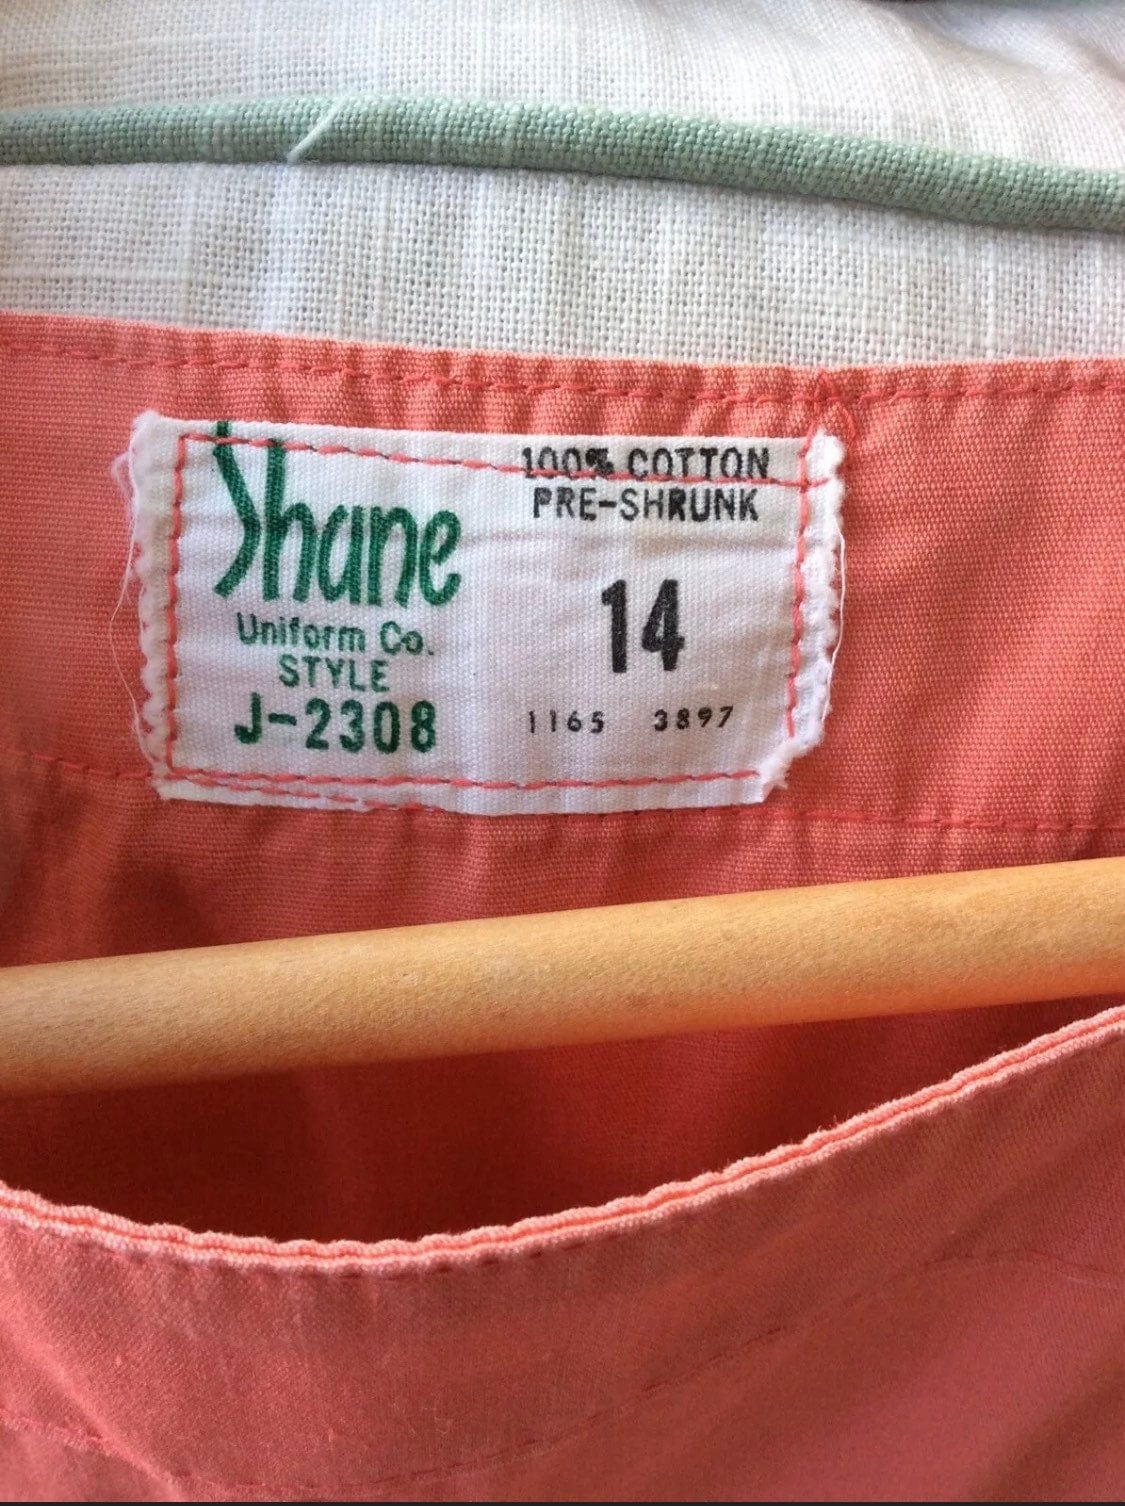 Shane
Uniform Co.
STYLE
J-2308
100% COTTON
PRE-SHRUNK
14
1165 3897